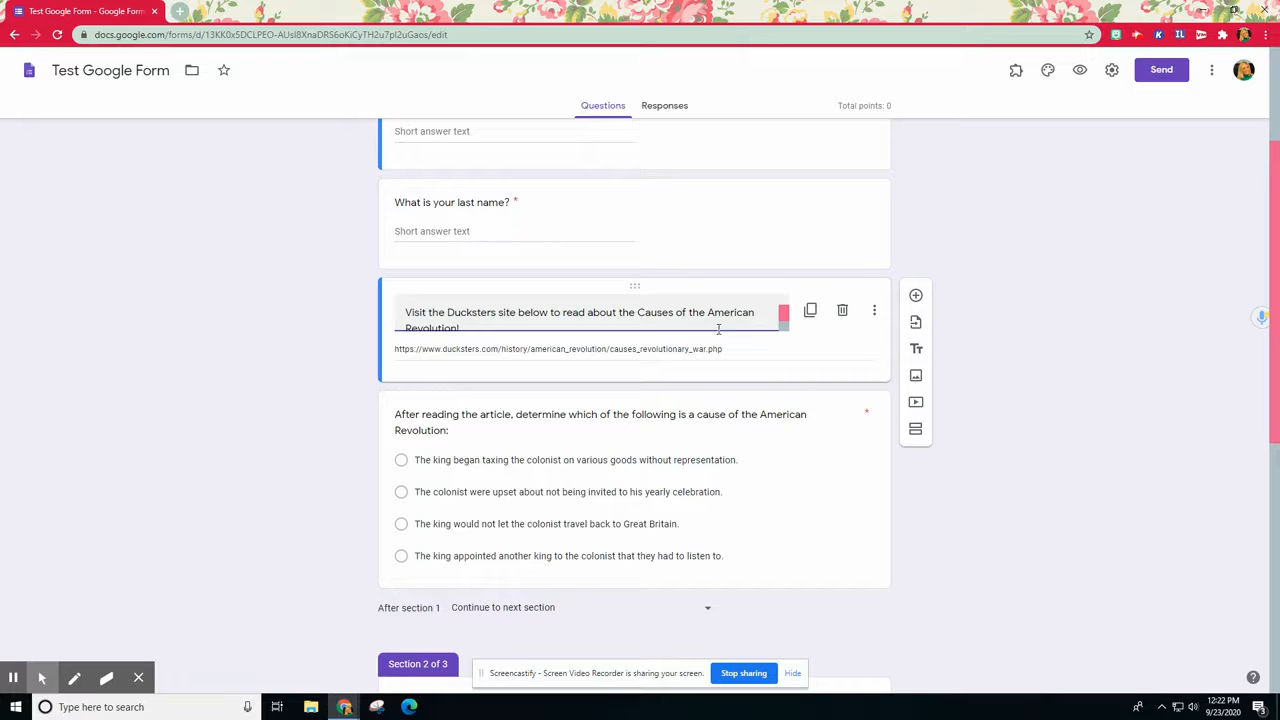 Test Google Form - Google Form
docs.google.com/forms/d/13KK0x5DCLPEO-AUsI8XnaDRS6oKiCyTH2u7pI2uGaos/edit
Test Google Form
Send
Questions
Responses
Total points: 0
Short answer text
What is your last name? *
Short answer text
Visit the Ducksters site below to read about the Causes of the American
Revolution!
https://www.ducksters.com/history/american_revolution/causes_revolutionary_war.php
After reading the article, determine which of the following is a cause of the American *
Revolution:
The king began taxing the colonist on various goods without representation.
The colonist were upset about not being invited to his yearly celebration.
The king would not let the colonist travel back to Great Britain.
The king appointed another king to the colonist that they had to listen to.
After section 1 Continue to next section
Section 2 of 3
Screencastify - Screen Video Recorder is sharing your screen.
Stop sharing
Hide
Type here to search
12:22 PM
9/23/2020